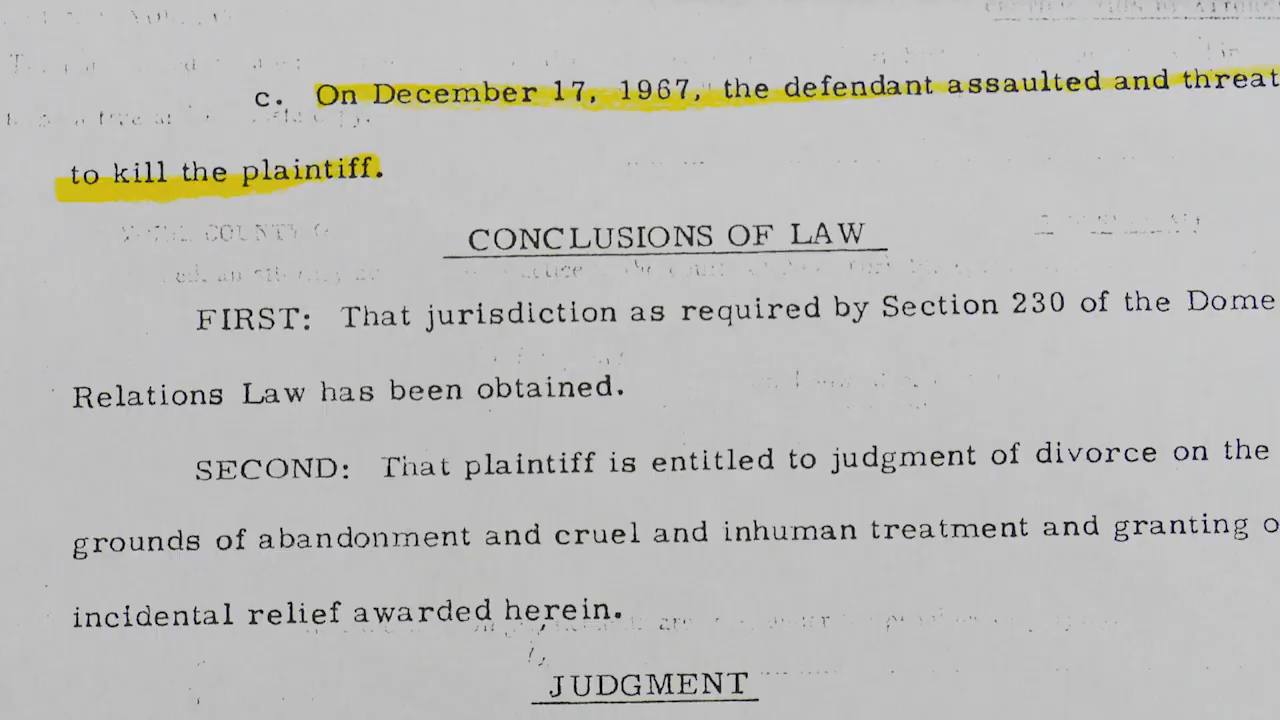 c. On December 17, 1967, the defendant assaulted and threat
to kill the plaintiff.
CONCLUSIONS OF LAW
FIRST: That jurisdiction as required by Section 230 of the Dome
Relations Law has been obtained.
SECOND: That plaintiff is entitled to judgment of divorce on the
grounds of abandonment and cruel and inhuman treatment and granting o
incidental relief awarded herein.
JUDGMENT